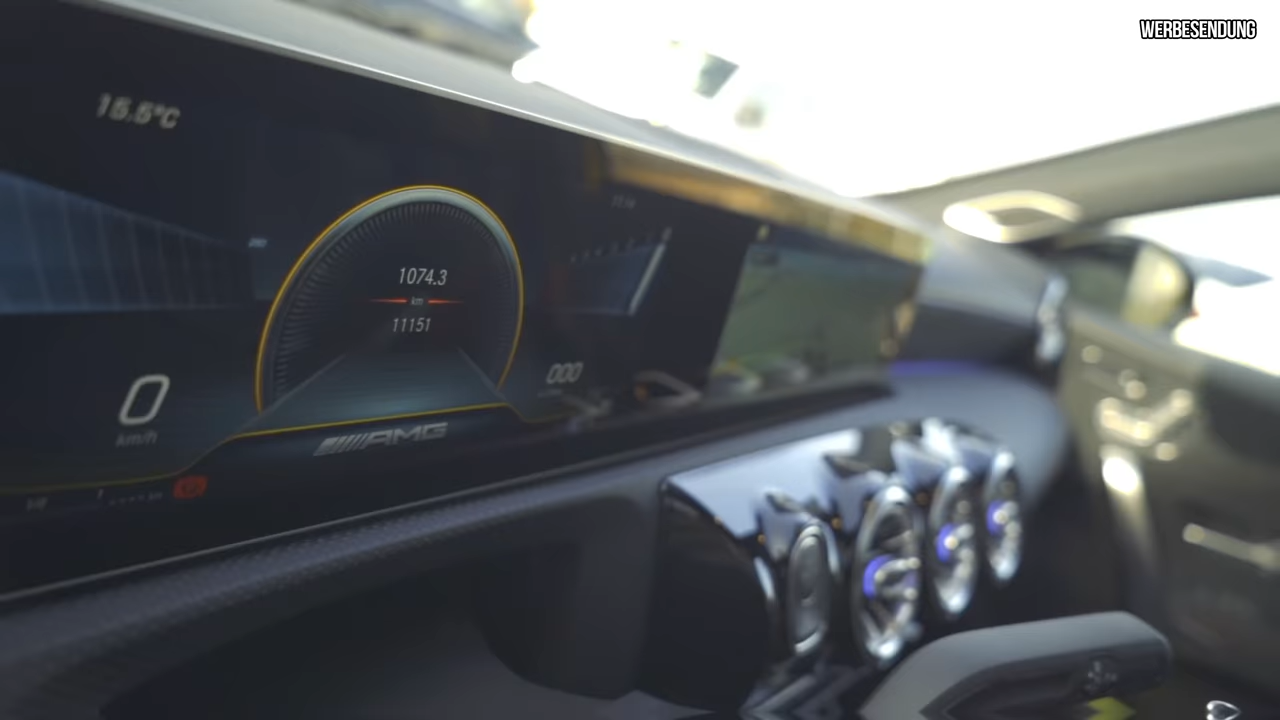 WERBESENDUNG
15.5°C
1074.3
km
11151
0
km/h
000
AMG